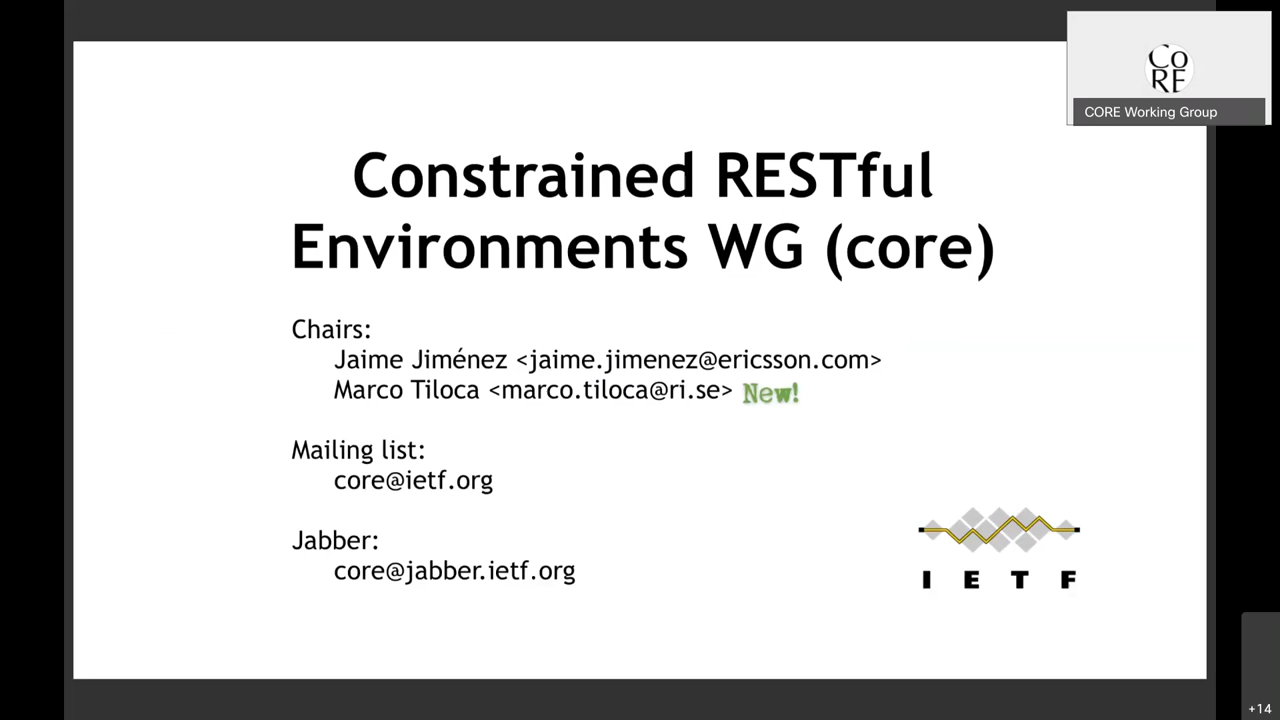 Constrained RESTful
Environments WG (core)
Chairs:
Jaime Jiménez <jaime.jimenez@ericsson.com>
Marco Tiloca <marco.tiloca@ri.se> New!
Mailing list:
core@ietf.org
Jabber:
core@jabber.ietf.org
I E T F
Co
RE
CORE Working Group
+14